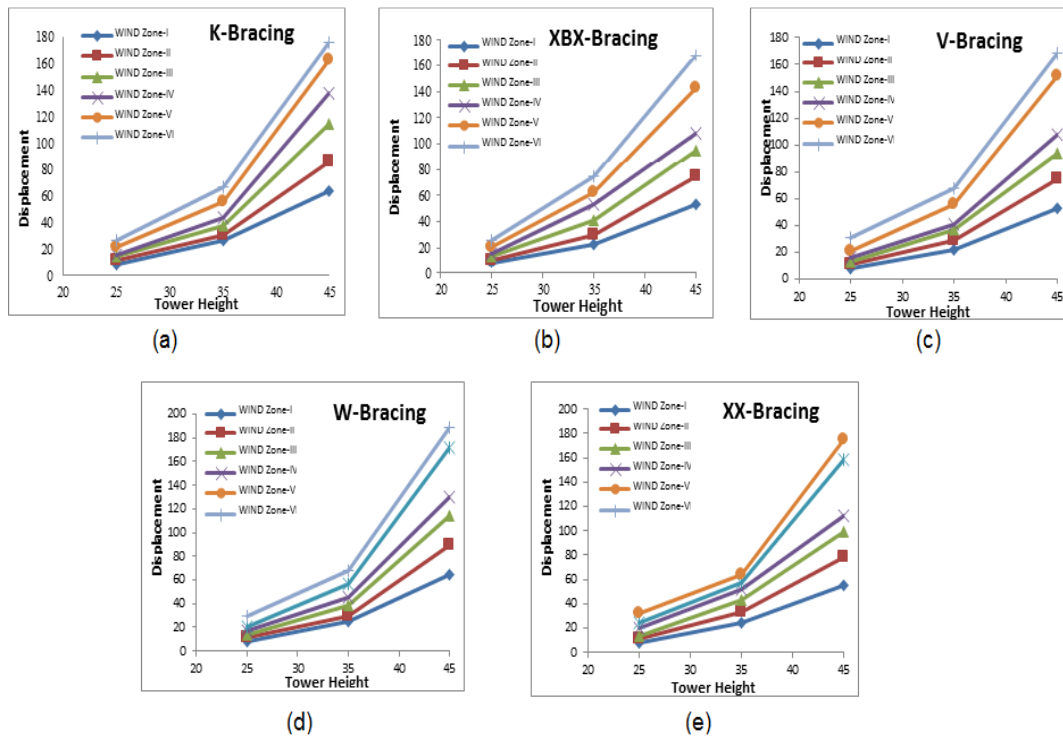 K-Bracing
WIND Zone-I
WIND Zone-II
WIND Zone-III
WIND Zone-IV
WIND Zone-V
WIND Zone-VI
Displacement
180
160
140
120
100
80
60
40
20
0
20 25 30 35 40 45
Tower Height
(a)
XBX-Bracing
WIND Zone-I
WIND Zone-II
WIND Zone-III
WIND Zone-IV
WIND Zone-V
WIND Zone-VI
Displacement
180
160
140
120
100
80
60
40
20
0
20 25 30 35 40 45
Tower Height
(b)
V-Bracing
WIND Zone-I
WIND Zone-II
WIND Zone-III
WIND Zone-IV
WIND Zone-V
WIND Zone-VI
Displacement
180
160
140
120
100
80
60
40
20
0
20 25 30 35 40 45
Tower Height
(c)
W-Bracing
WIND Zone-I
WIND Zone-II
WIND Zone-III
WIND Zone-IV
WIND Zone-V
WIND Zone-VI
Displacement
200
180
160
140
120
100
80
60
40
20
0
20 25 30 35 40 45
Tower Height
(d)
XX-Bracing
WIND Zone-I
WIND Zone-II
WIND Zone-III
WIND Zone-IV
WIND Zone-V
WIND Zone-VI
Displacement
200
180
160
140
120
100
80
60
40
20
0
20 25 30 35 40 45
Tower Height
(e)